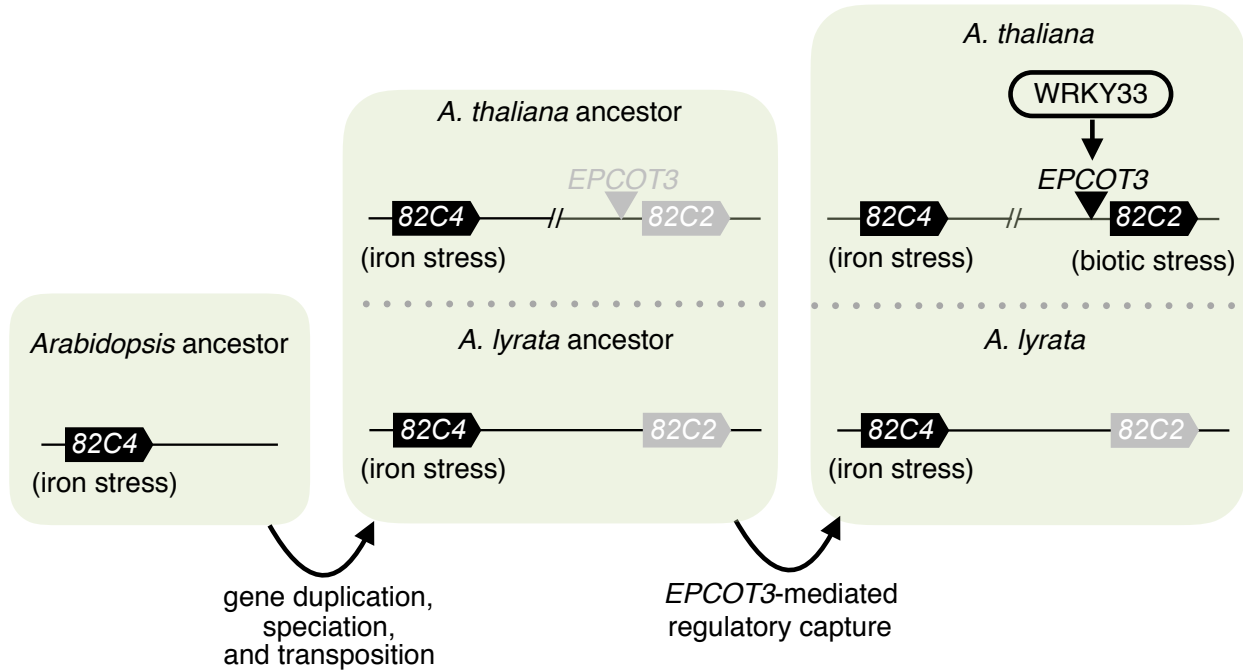 Arabidopsis ancestor
82C4
(iron stress)
gene duplication,
speciation,
and transposition
A. thaliana ancestor
EPCOT3
82C4 // 82C2
(iron stress)
A. lyrata ancestor
82C4 82C2
(iron stress)
EPCOT3-mediated
regulatory capture
A. thaliana
WRKY33
EPCOT3
82C4 // 82C2
(iron stress) (biotic stress)
A. lyrata
82C4 82C2
(iron stress)